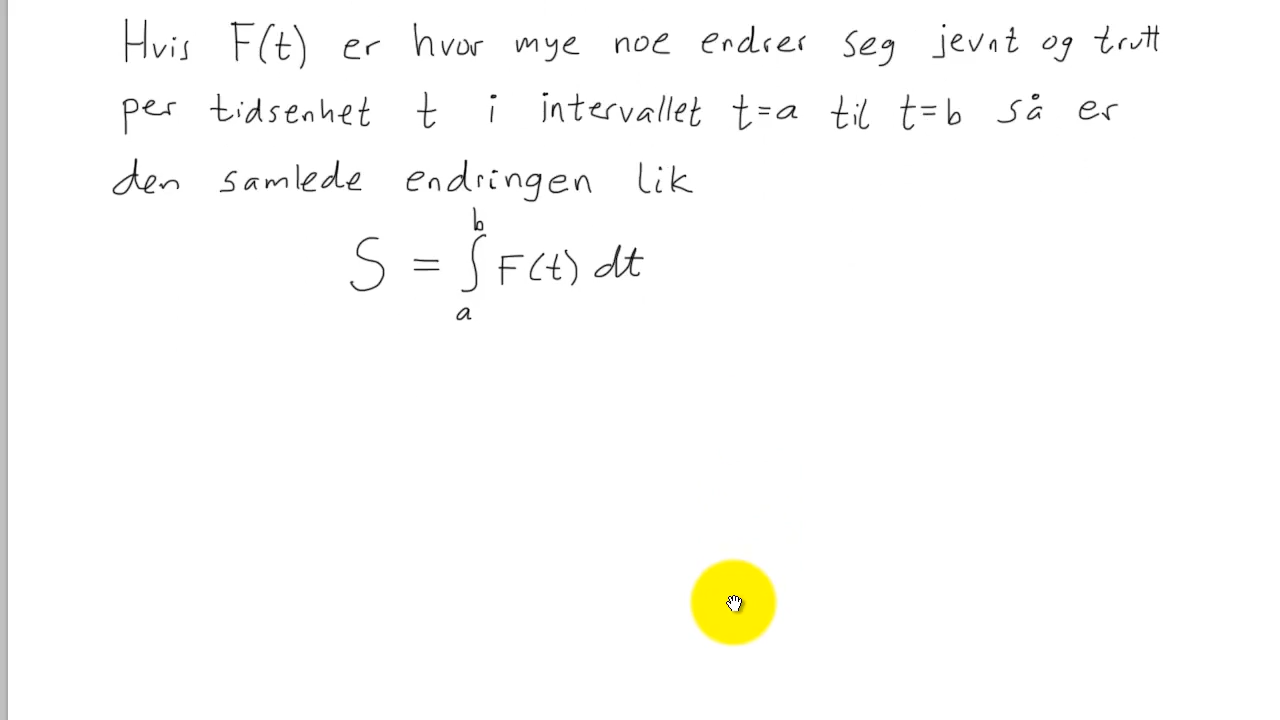 Hvis F(t) er hvor mye noe endrer seg jevnt og trutt
per tidsenhet t i intervallet t=a til t=b så er
den samlede endringen lik
S = ∫ₐᵇ F(t) dt